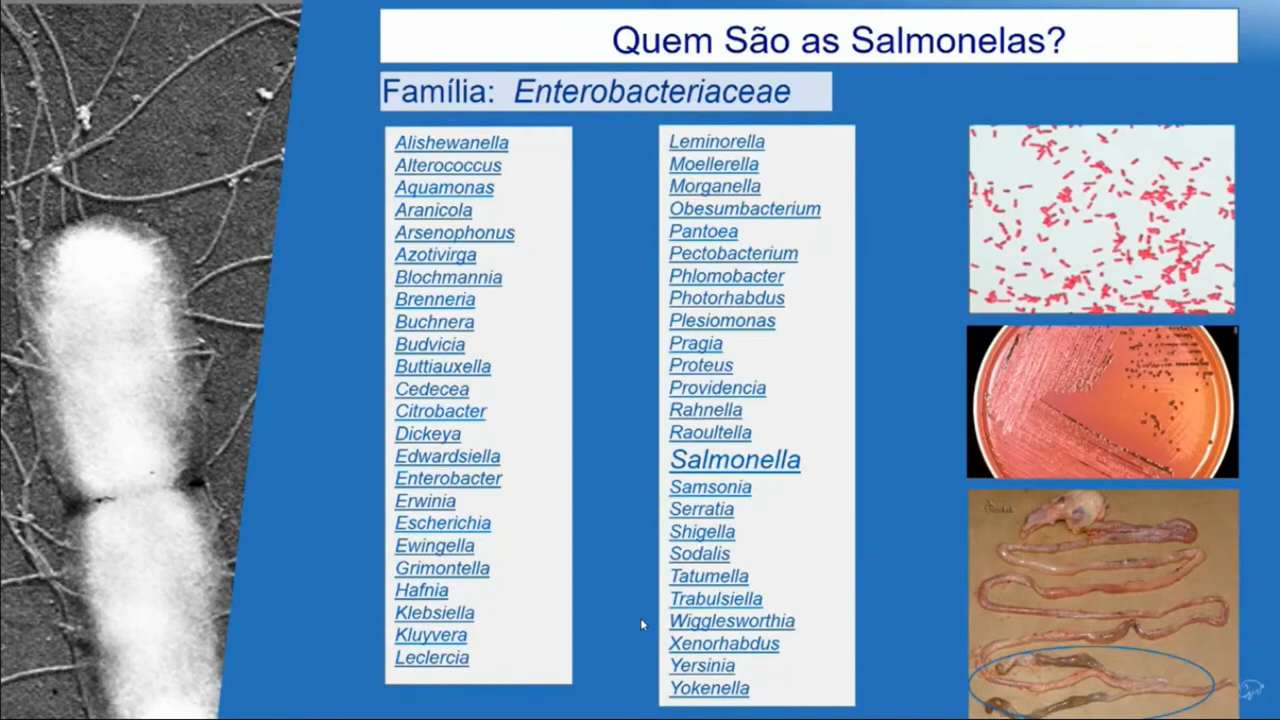 Quem São as Salmonelas?
Família: Enterobacteriaceae
Alishewanella
Alterococcus
Aquamonas
Aranicola
Arsenophonus
Azotivirga
Blochmannia
Brenneria
Buchnera
Budvicia
Buttiauxella
Cedecea
Citrobacter
Dickeya
Edwardsiella
Enterobacter
Erwinia
Escherichia
Ewingella
Grimontella
Hafnia
Klebsiella
Kluyvera
Leclercia
Leminorella
Moellerella
Morganella
Obesumbacterium
Pantoea
Pectobacterium
Phlomobacter
Photorhabdus
Plesiomonas
Pragia
Proteus
Providencia
Rahnella
Raoultella
Salmonella
Samsonia
Serratia
Shigella
Sodalis
Tatumella
Trabulsiella
Wigglesworthia
Xenorhabdus
Yersinia
Yokenella